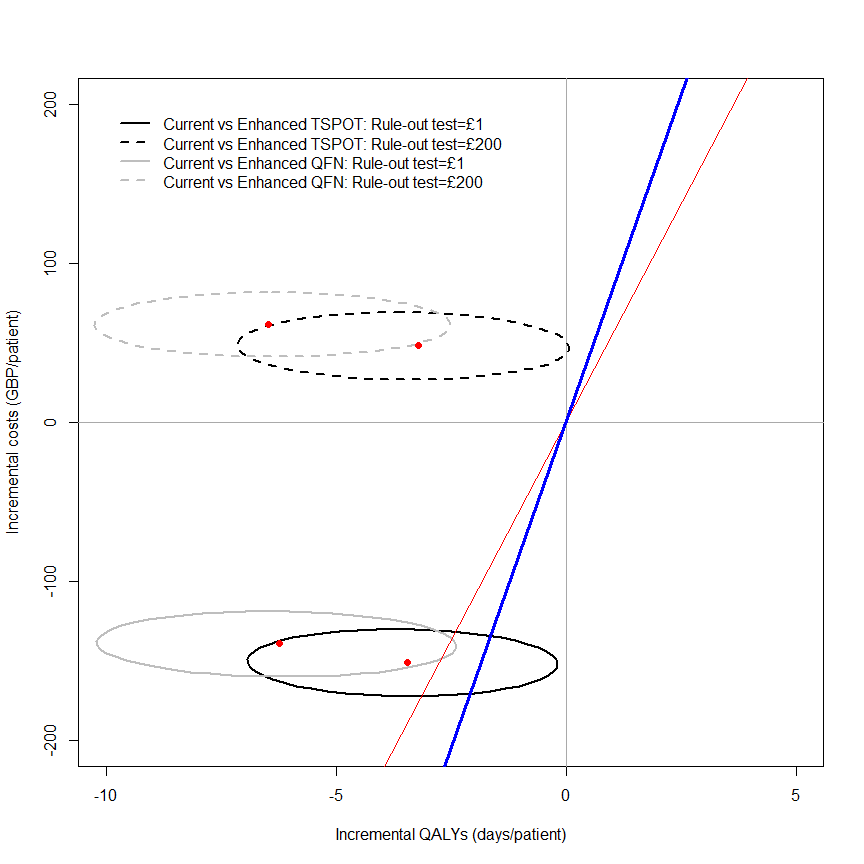 Current vs Enhanced TSPOT: Rule-out test=£1
Current vs Enhanced TSPOT: Rule-out test=£200
Current vs Enhanced QFN: Rule-out test=£1
Current vs Enhanced QFN: Rule-out test=£200
Incremental costs (GBP/patient)
200
100
0
-100
-200
-10
-5
0
5
Incremental QALYs (days/patient)